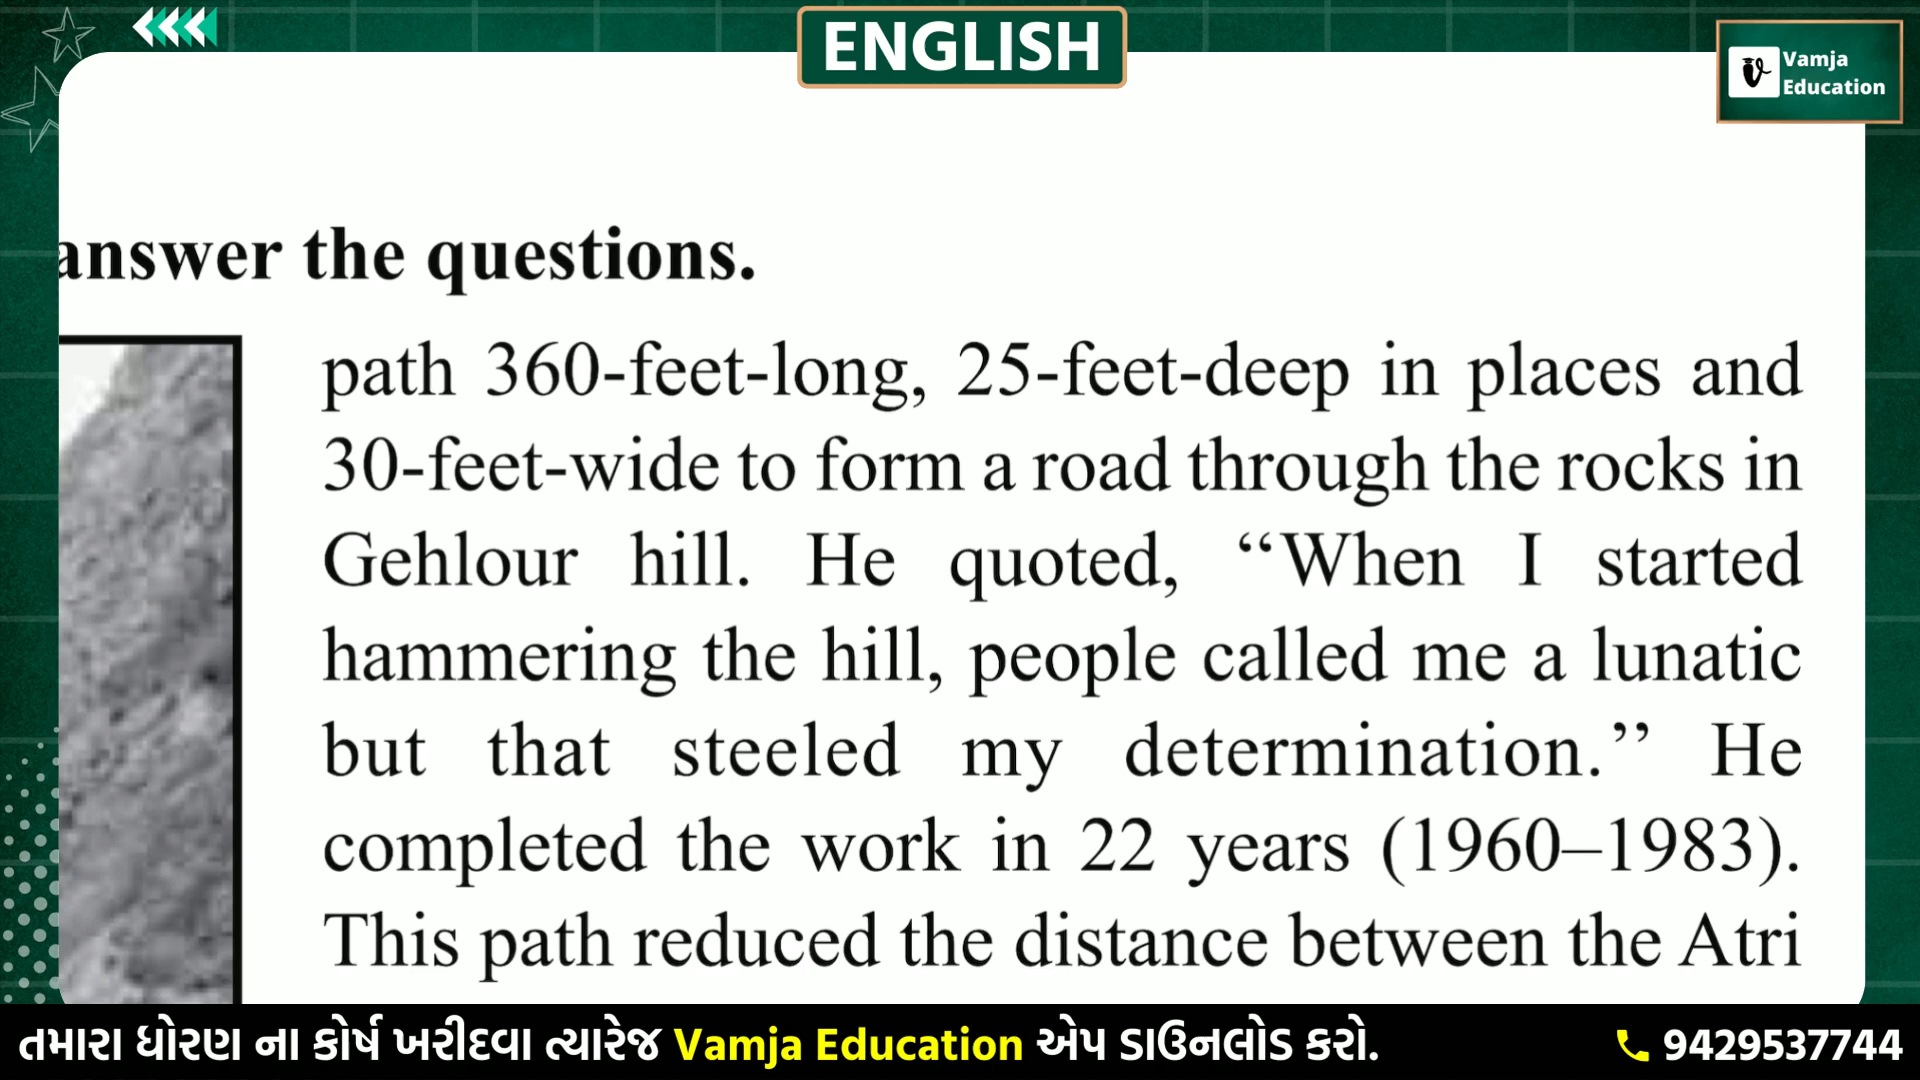 ENGLISH
Vamja
Education
answer the questions.
path 360-feet-long, 25-feet-deep in places and
30-feet-wide to form a road through the rocks in
Gehlour hill. He quoted, “When I started
hammering the hill, people called me a lunatic
but that steeled my determination.” He
completed the work in 22 years (1960–1983).
This path reduced the distance between the Atri
તમારા ધોરણ ના કોર્ષ ખરીદવા ત્યારેજ Vamja Education એપ ડાઉનલોડ કરો.
9429537744